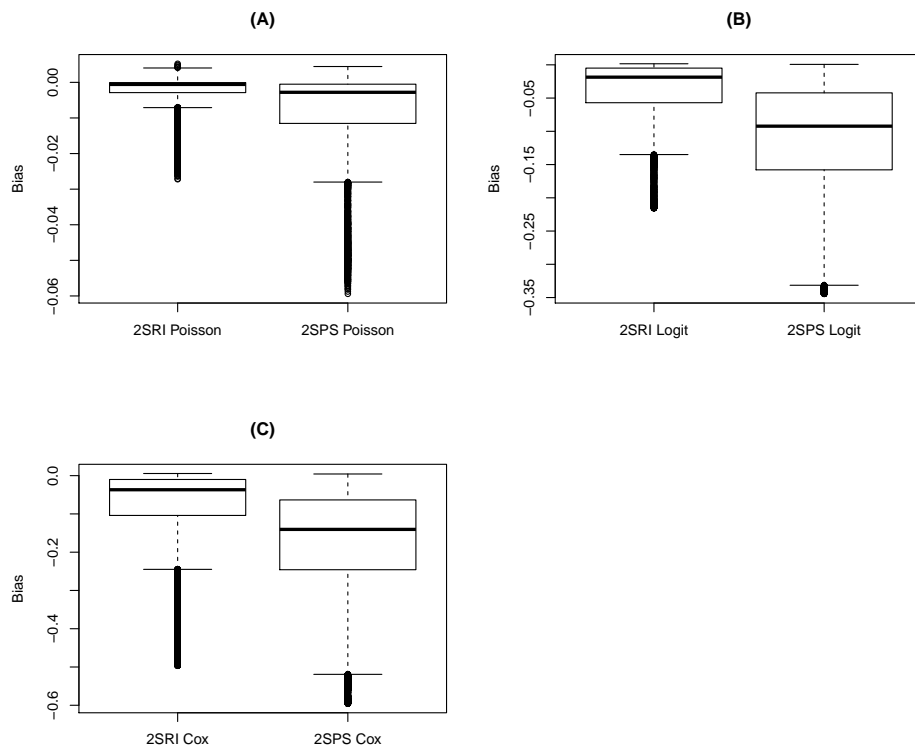 (A)
Bias
0.00
−0.02
−0.04
−0.06
2SRI Poisson
2SPS Poisson
(B)
Bias
−0.05
−0.15
−0.25
−0.35
2SRI Logit
2SPS Logit
(C)
Bias
0.0
−0.2
−0.4
−0.6
2SRI Cox
2SPS Cox